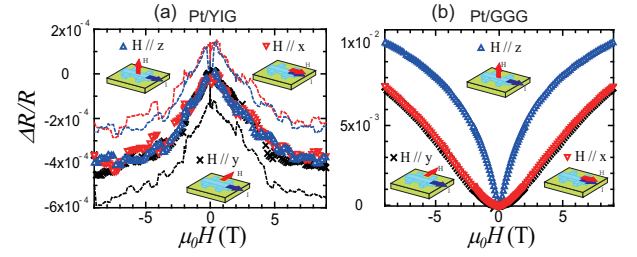 (a) Pt/YIG
2x10⁻⁴
0
-2x10⁻⁴
-4x10⁻⁴
-6x10⁻⁴
ΔR/R
H // z
H // x
H // y
H
I
H
I
H
I
-5 0 5
μ₀H (T)
(b) Pt/GGG
1x10⁻²
5x10⁻³
0
H // z
H // y
H // x
H
I
H
I
H
I
-5 0 5
μ₀H (T)